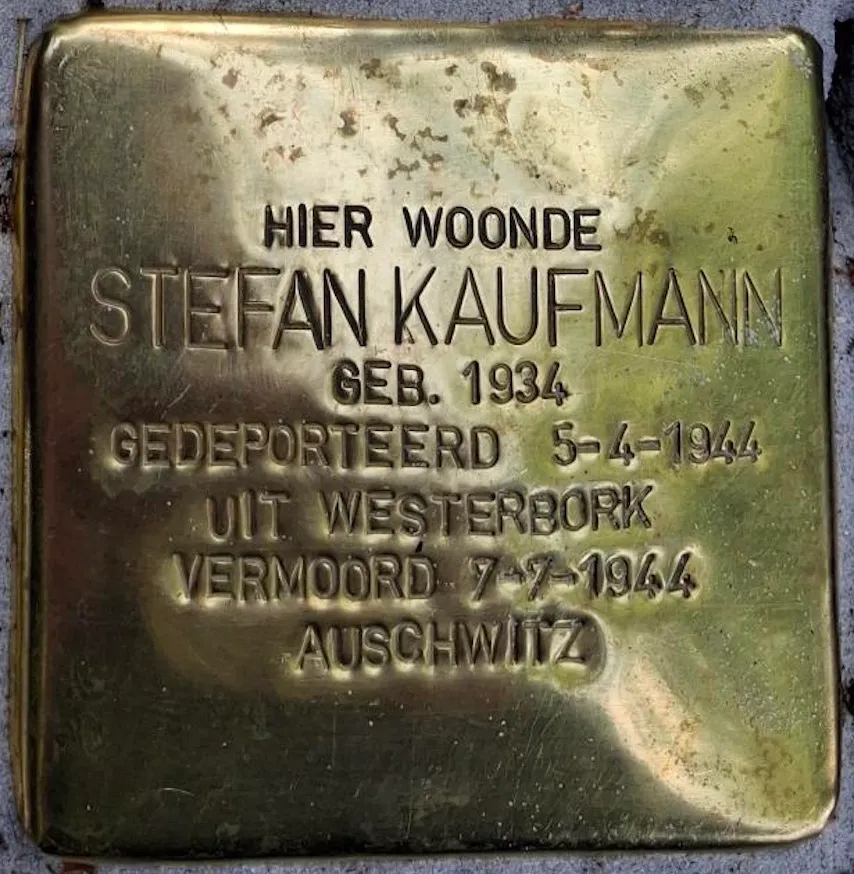 HIER WOONDE
STEFAN KAUFMANN
GEB. 1934
GEDEPORTEERD 5-4-1944
UIT WESTERBORK
VERMOORD 7-7-1944
AUSCHWITZ